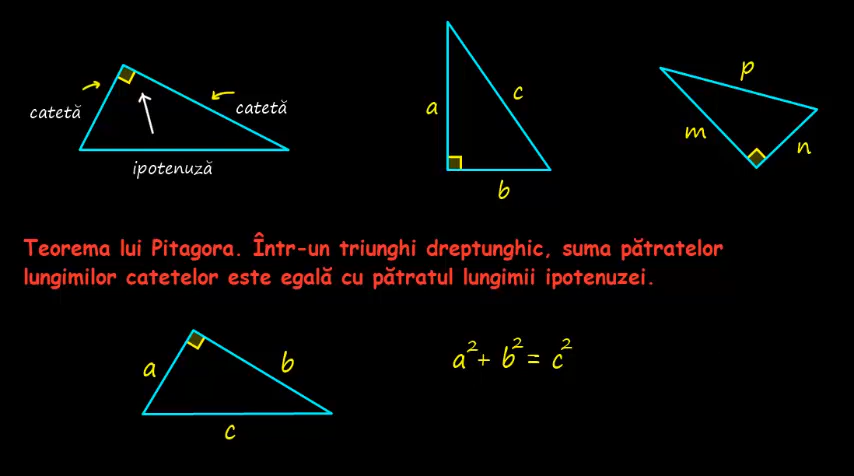 catetă
catetă
ipotenuză
a
c
b
p
m
n
Teorema lui Pitagora. Într-un triunghi dreptunghic, suma pătratelor
lungimilor catetelor este egală cu pătratul lungimii ipotenuzei.
a
b
c
a² + b² = c²